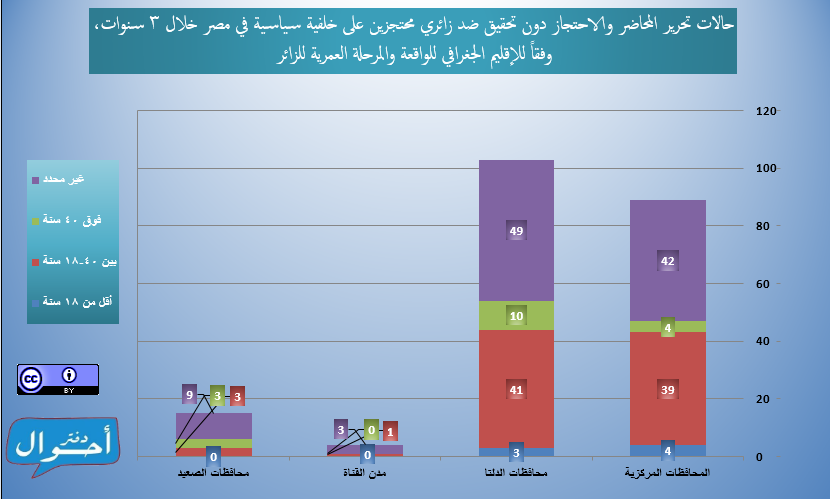 حالات تحرير المحاضر والاحتجاز دون تحقيق ضد زائري محتجزين على خلفية سياسية في مصر خلال ٣ سنوات،
وفقاً للإقليم الجغرافي للواقعة والمرحلة العمرية للزائر
120
100
80
60
40
20
0
غير محدد
فوق ٤٠ سنة
بين ٤٠-١٨ سنة
أقل من ١٨ سنة
42
4
39
4
49
10
41
3
3
0
1
0
9
3
3
0
المحافظات المركزية
محافظات الدلتا
مدن القناة
محافظات الصعيد
cc
BY
دفتر
أحوال